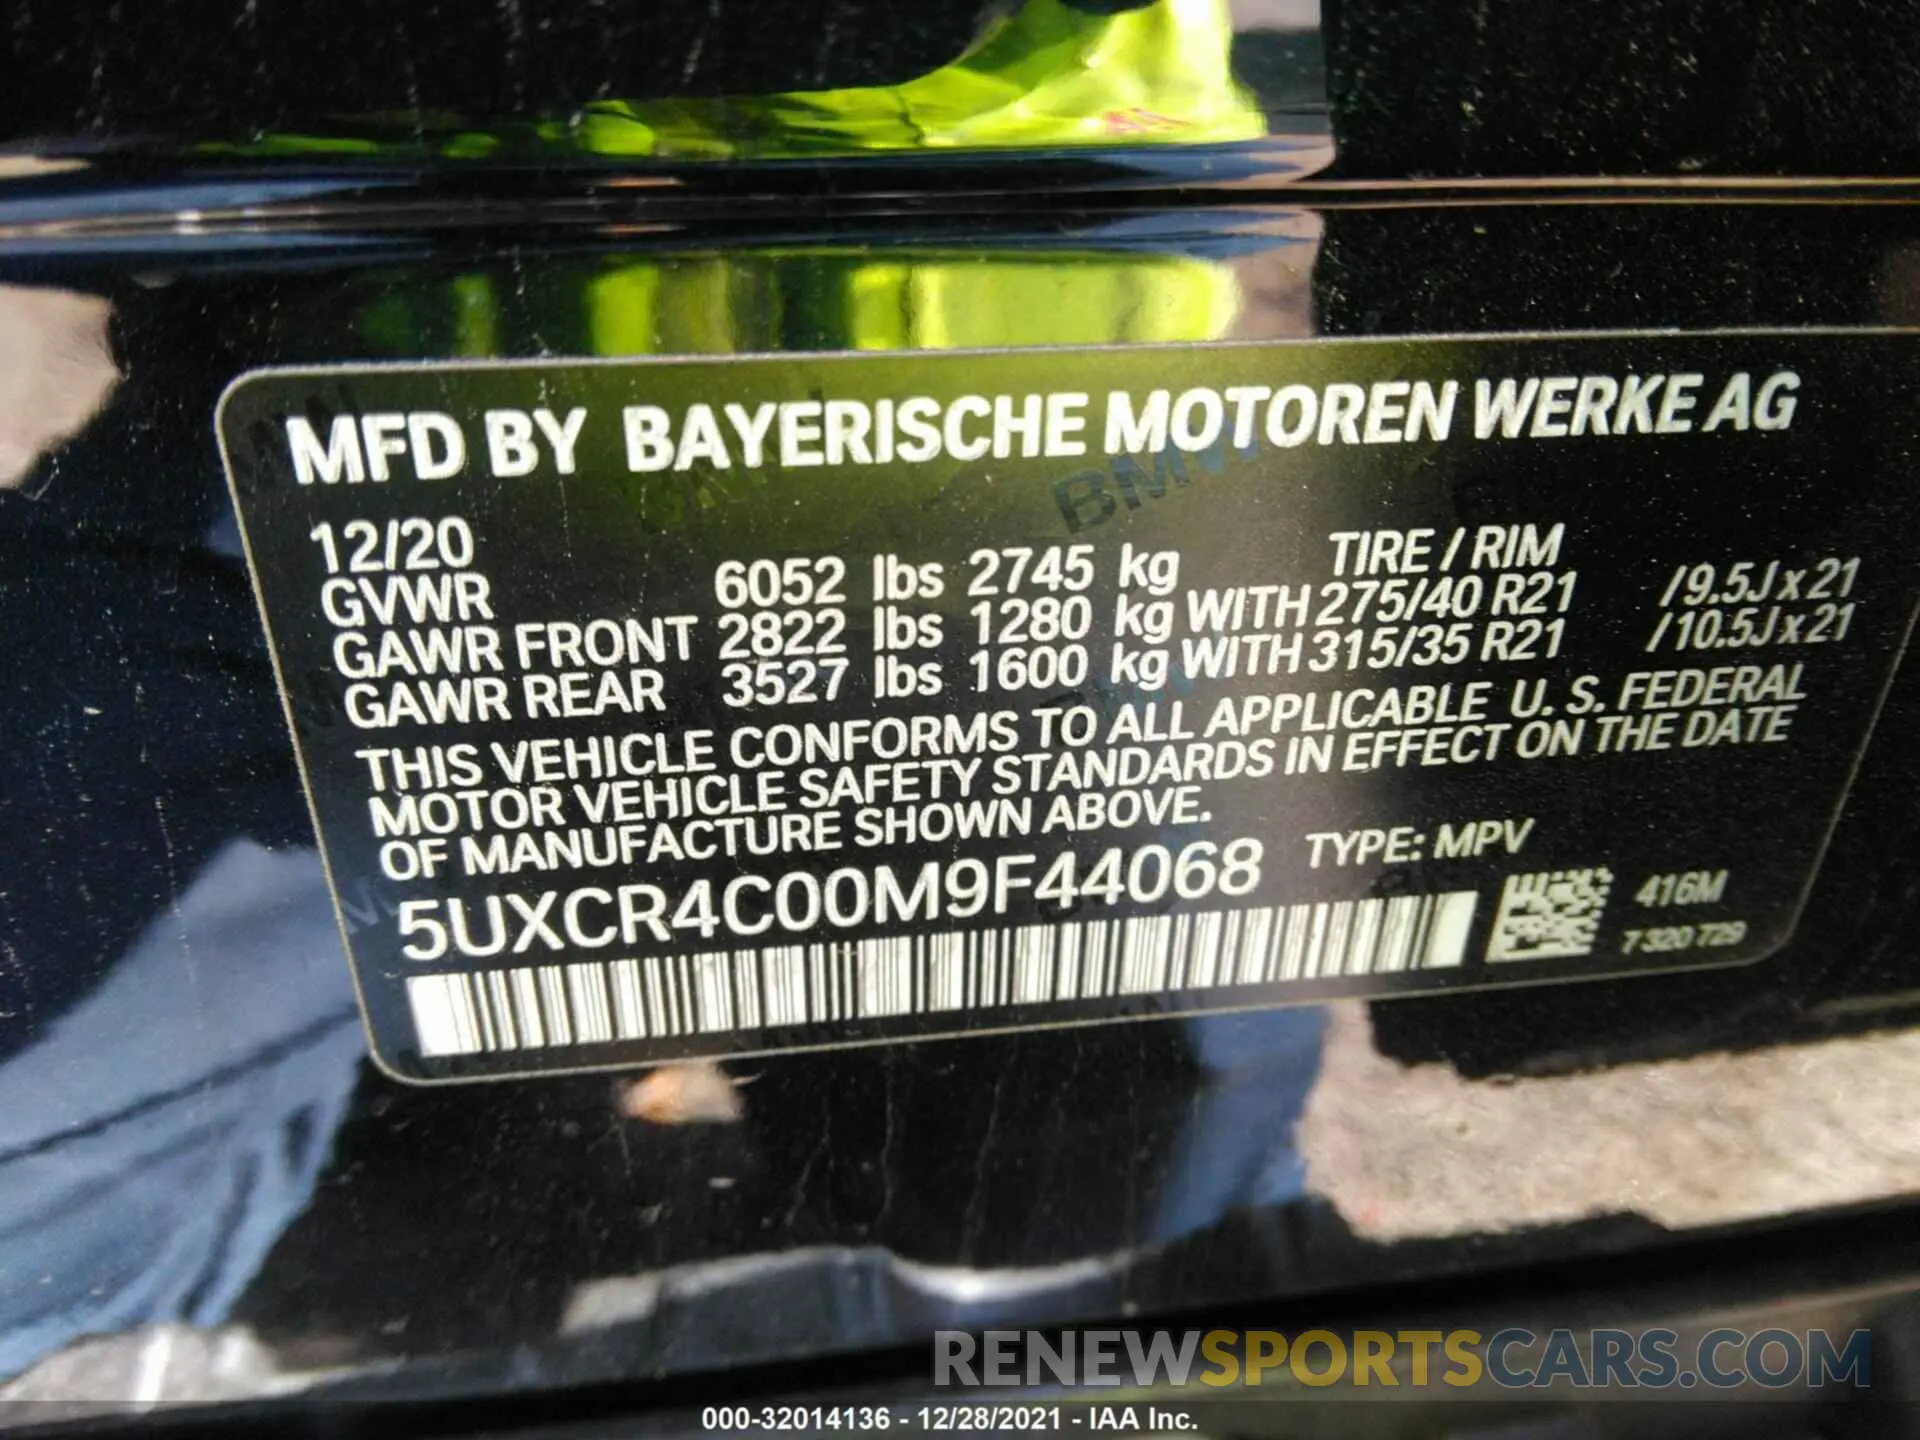 MFD BY BAYERISCHE MOTOREN WERKE AG
12/20 TIRE / RIM
GVWR 6052 lbs 2745 kg
GAWR FRONT 2822 lbs 1280 kg WITH 275/40 R21 /9.5J x 21
GAWR REAR 3527 lbs 1600 kg WITH 315/35 R21 /10.5J x 21
THIS VEHICLE CONFORMS TO ALL APPLICABLE U. S. FEDERAL
MOTOR VEHICLE SAFETY STANDARDS IN EFFECT ON THE DATE
OF MANUFACTURE SHOWN ABOVE.
5UXCR4C00M9F44068 TYPE: MPV
416M
7 320 729
BMW
RENEWSPORTSCARS.COM
000-32014136 - 12/28/2021 - IAA Inc.